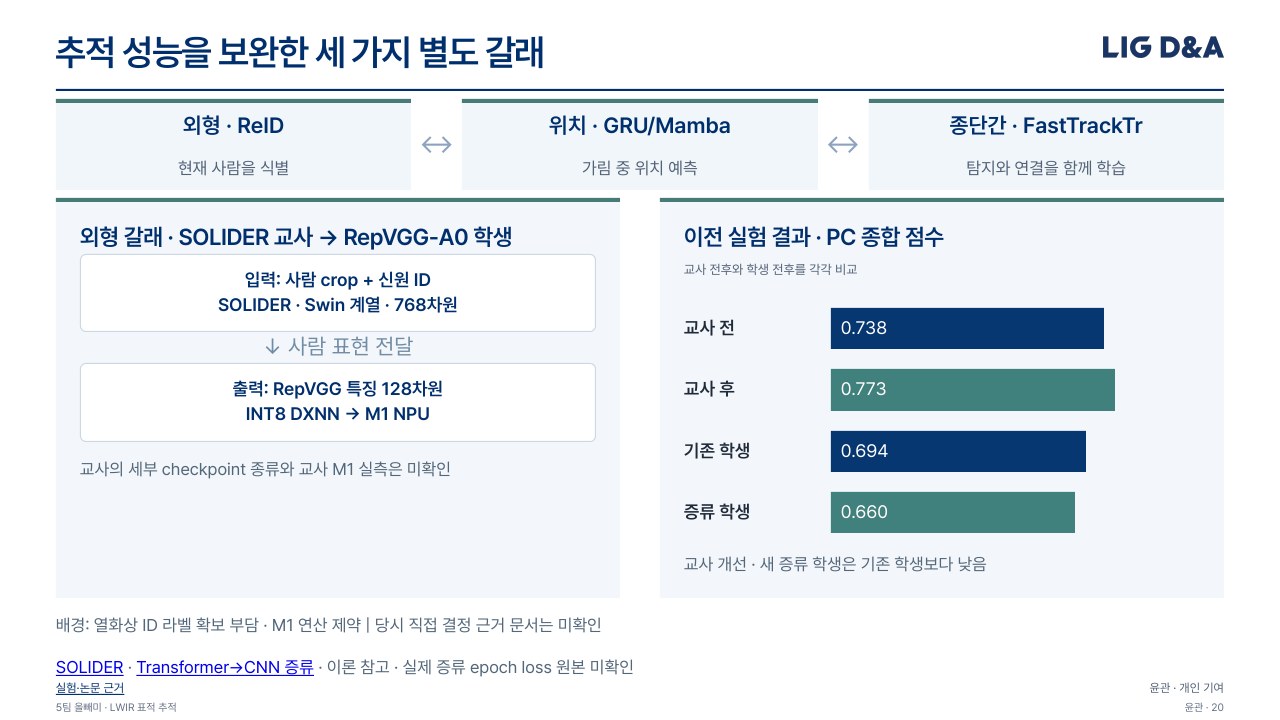 추적 성능을 보완한 세 가지 별도 갈래
LIG D&A
외형 · ReID
현재 사람을 식별
↔
위치 · GRU/Mamba
가림 중 위치 예측
↔
종단간 · FastTrackTr
탐지와 연결을 함께 학습
외형 갈래 · SOLIDER 교사 → RepVGG-A0 학생
입력: 사람 crop + 신원 ID
SOLIDER · Swin 계열 · 768차원
↓ 사람 표현 전달
출력: RepVGG 특징 128차원
INT8 DXNN → M1 NPU
교사의 세부 checkpoint 종류와 교사 M1 실측은 미확인
이전 실험 결과 · PC 종합 점수
교사 전후와 학생 전후를 각각 비교
교사 전 0.738
교사 후 0.773
기존 학생 0.694
증류 학생 0.660
교사 개선 · 새 증류 학생은 기존 학생보다 낮음
배경: 열화상 ID 라벨 확보 부담 · M1 연산 제약 | 당시 직접 결정 근거 문서는 미확인
SOLIDER · Transformer→CNN 증류 · 이론 참고 · 실제 증류 epoch loss 원본 미확인
실험·논문 근거
윤관 · 개인 기여
5팀 올빼미 · LWIR 표적 추적
윤관 · 20